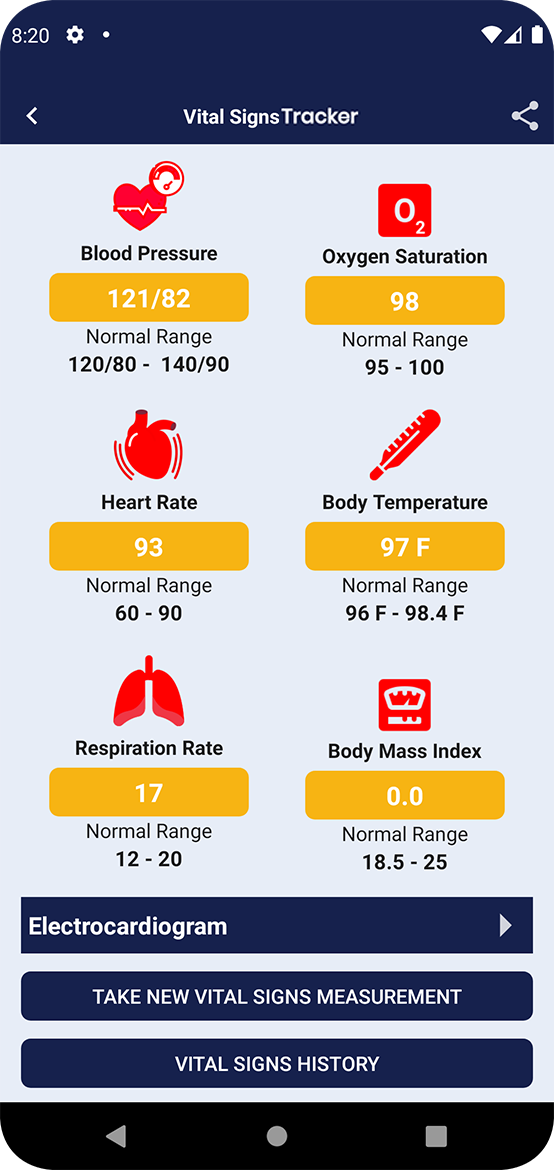 8:20
Vital SignsTracker
Blood Pressure
121/82
Normal Range
120/80 - 140/90
O2
Oxygen Saturation
98
Normal Range
95 - 100
Heart Rate
93
Normal Range
60 - 90
Body Temperature
97 F
Normal Range
96 F - 98.4 F
Respiration Rate
17
Normal Range
12 - 20
Body Mass Index
0.0
Normal Range
18.5 - 25
Electrocardiogram
TAKE NEW VITAL SIGNS MEASUREMENT
VITAL SIGNS HISTORY